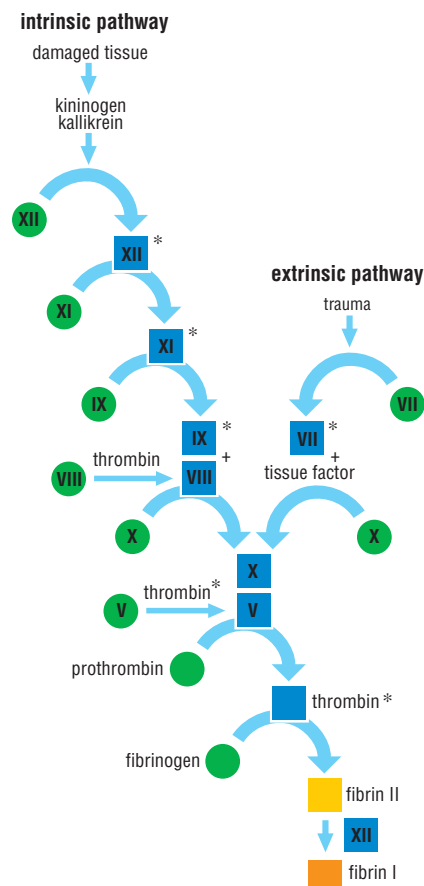 intrinsic pathway
damaged tissue
kininogen
kallikrein
XII
XII *
extrinsic pathway
XI
trauma
XI *
IX
VII
IX *
VII *
+
+
thrombin
tissue factor
VIII
VIII
X
X
X
thrombin*
V
V
prothrombin
thrombin *
fibrinogen
fibrin II
XII
fibrin I